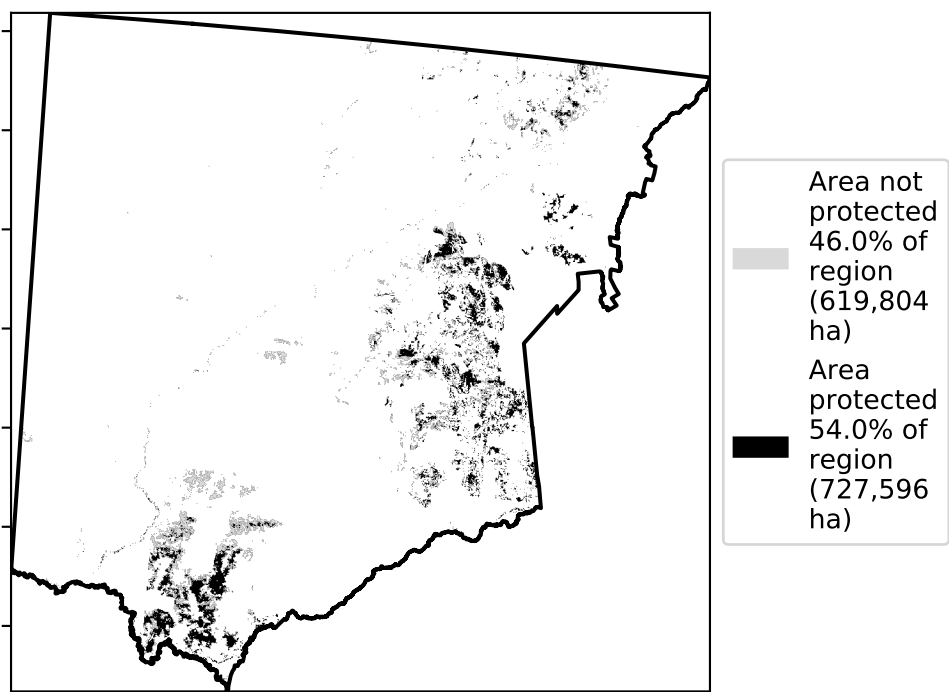 Area not
protected
46.0% of
region
(619,804
ha)
Area
protected
54.0% of
region
(727,596
ha)